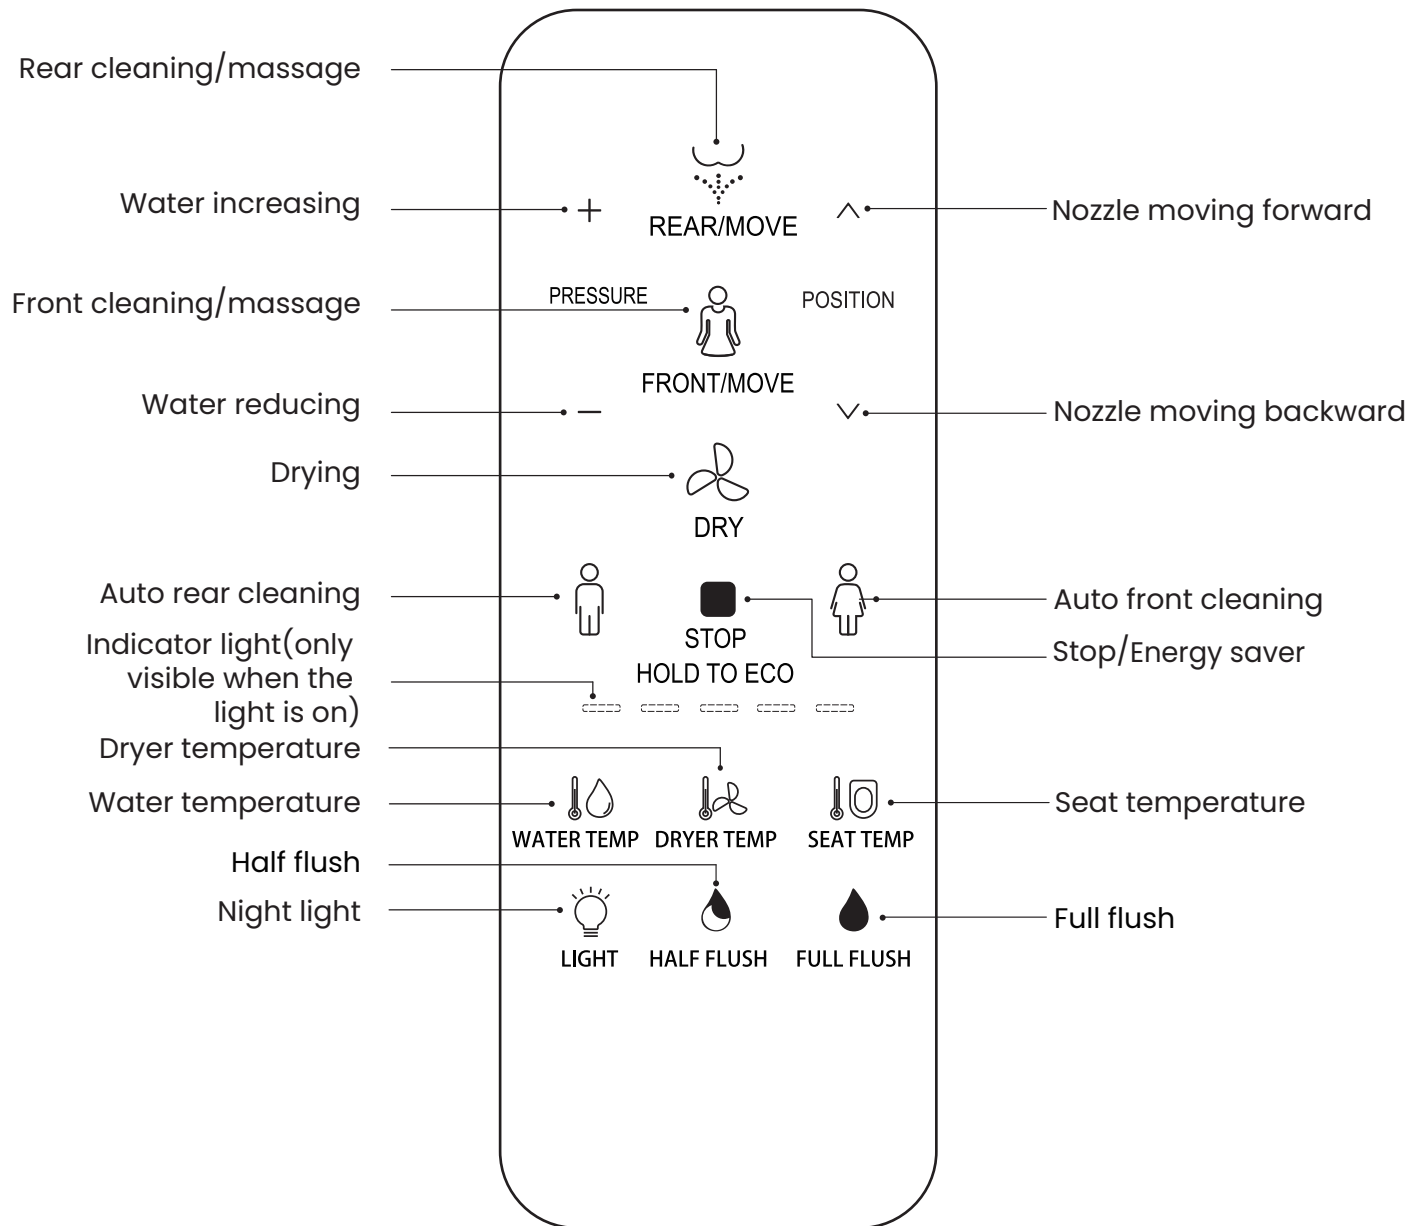 Rear cleaning/massage
Water increasing
REAR/MOVE
Nozzle moving forward
Front cleaning/massage
PRESSURE
POSITION
FRONT/MOVE
Water reducing
Nozzle moving backward
Drying
DRY
Auto rear cleaning
Auto front cleaning
STOP
Stop/Energy saver
HOLD TO ECO
Indicator light(only
visible when the
light is on)
Dryer temperature
Water temperature
Seat temperature
WATER TEMP
DRYER TEMP
SEAT TEMP
Half flush
Night light
Full flush
LIGHT
HALF FLUSH
FULL FLUSH